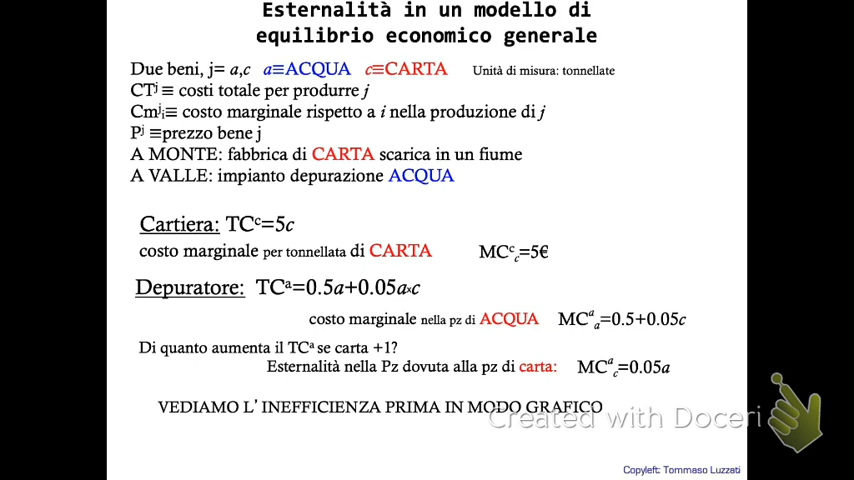 Esternalità in un modello di
equilibrio economico generale
Due beni, j= a,c a≡ACQUA c≡CARTA Unità di misura: tonnellate
CTʲ ≡ costi totale per produrre j
Cmʲᵢ≡ costo marginale rispetto a i nella produzione di j
Pʲ ≡prezzo bene j
A MONTE: fabbrica di CARTA scarica in un fiume
A VALLE: impianto depurazione ACQUA
Cartiera: TCᶜ=5c
costo marginale per tonnellata di CARTA MCᶜ꜀=5€
Depuratore: TCᵃ=0.5a+0.05a×c
costo marginale nella pz di ACQUA MCᵃₐ=0.5+0.05c
Di quanto aumenta il TCᵃ se carta +1?
Esternalità nella Pz dovuta alla pz di carta: MCᵃ꜀=0.05a
VEDIAMO L'INEFFICIENZA PRIMA IN MODO GRAFICO
Created with Doceri
Copyleft: Tommaso Luzzati